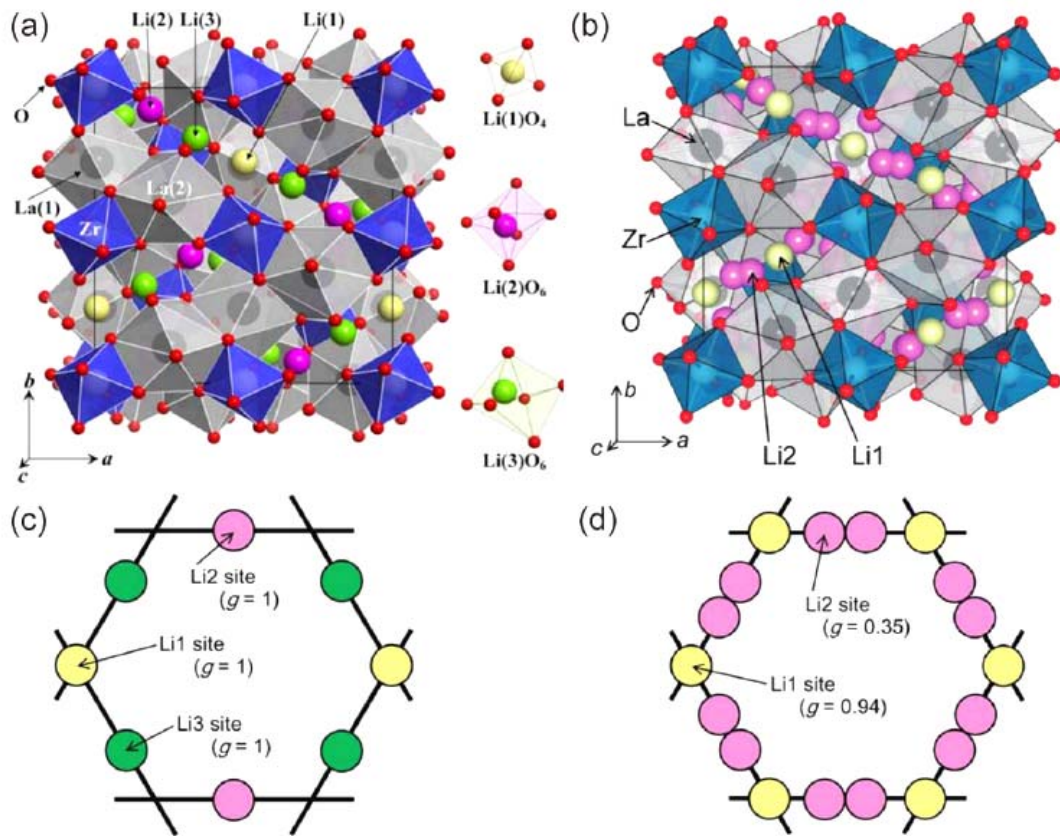 (a)
Li(2)
Li(3)
Li(1)
O
La(1)
La(2)
Zr
b
a
c
Li(1)O₄
Li(2)O₆
Li(3)O₆
(b)
La
Zr
O
b
a
c
Li2
Li1
(c)
Li2 site
(g = 1)
Li1 site
(g = 1)
Li3 site
(g = 1)
(d)
Li2 site
(g = 0.35)
Li1 site
(g = 0.94)